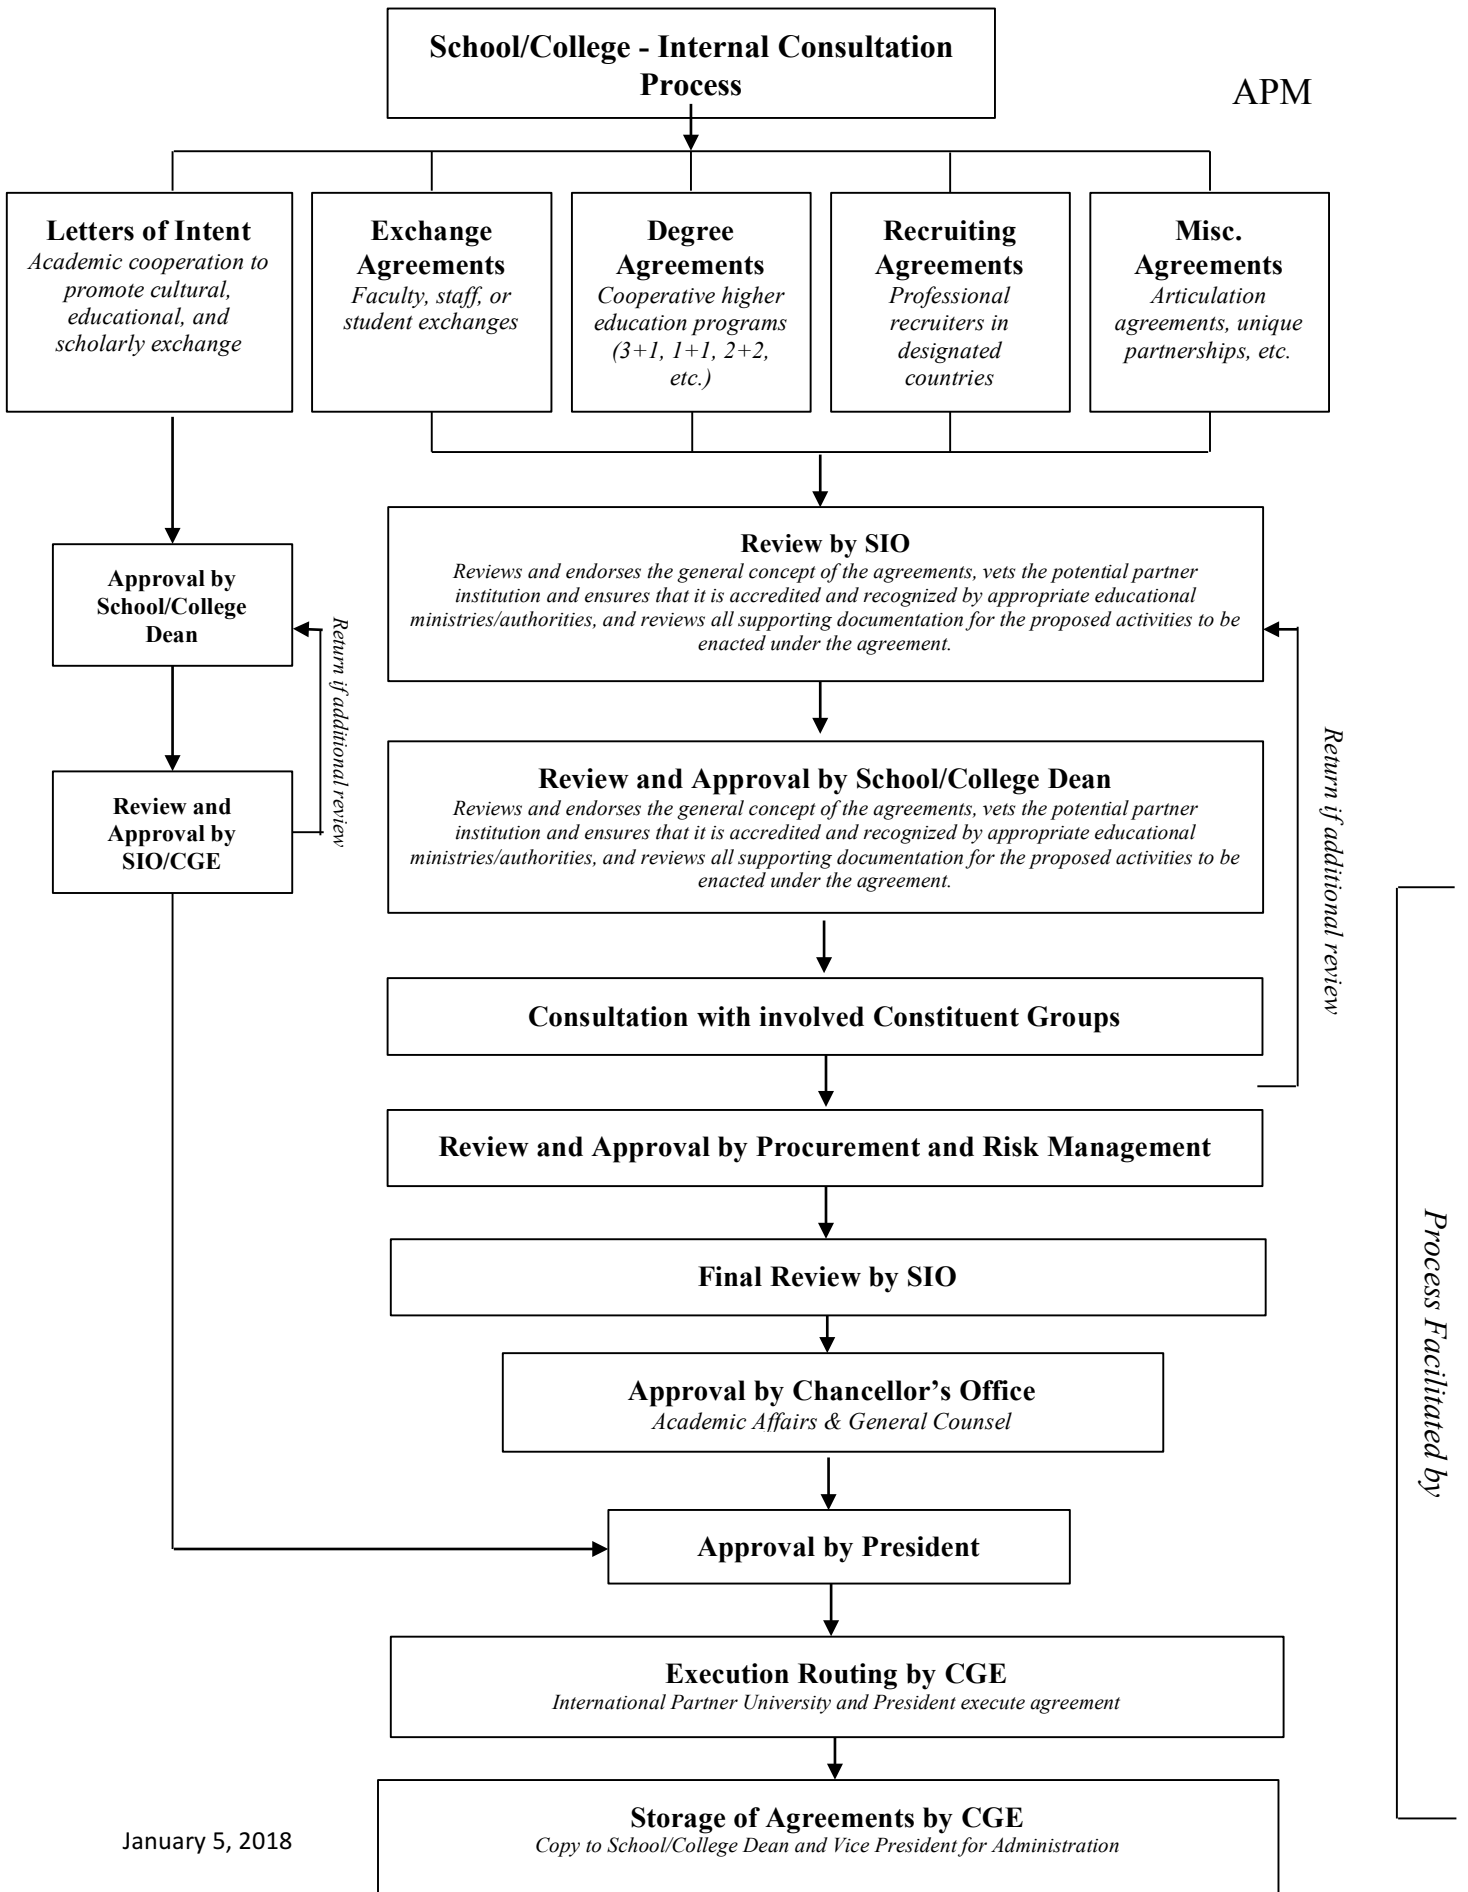 School/College - Internal Consultation
Process
APM
Letters of Intent
Academic cooperation to
promote cultural,
educational, and
scholarly exchange
Exchange
Agreements
Faculty, staff, or
student exchanges
Degree
Agreements
Cooperative higher
education programs
(3+1, 1+1, 2+2,
etc.)
Recruiting
Agreements
Professional
recruiters in
designated
countries
Misc.
Agreements
Articulation
agreements, unique
partnerships, etc.
Approval by
School/College
Dean
Return if additional review
Review and
Approval by
SIO/CGE
Review by SIO
Reviews and endorses the general concept of the agreements, vets the potential partner
institution and ensures that it is accredited and recognized by appropriate educational
ministries/authorities, and reviews all supporting documentation for the proposed activities to be
enacted under the agreement.
Review and Approval by School/College Dean
Reviews and endorses the general concept of the agreements, vets the potential partner
institution and ensures that it is accredited and recognized by appropriate educational
ministries/authorities, and reviews all supporting documentation for the proposed activities to be
enacted under the agreement.
Return if additional review
Consultation with involved Constituent Groups
Review and Approval by Procurement and Risk Management
Final Review by SIO
Approval by Chancellor’s Office
Academic Affairs & General Counsel
Process Facilitated by
Approval by President
Execution Routing by CGE
International Partner University and President execute agreement
Storage of Agreements by CGE
Copy to School/College Dean and Vice President for Administration
January 5, 2018